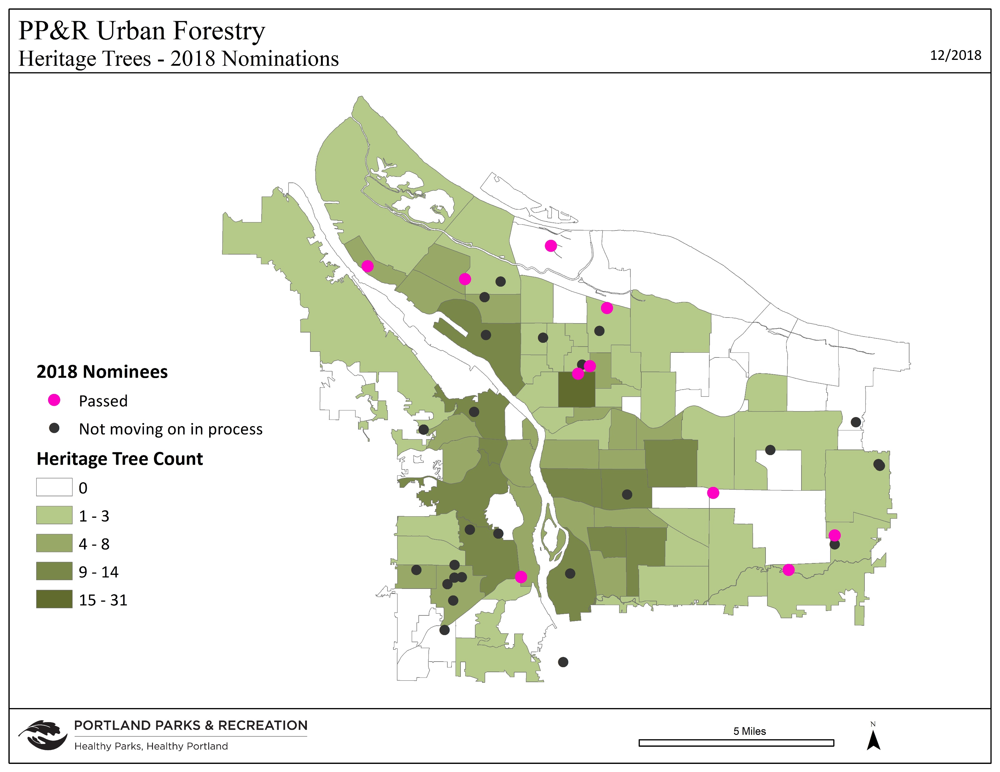 PP&R Urban Forestry
Heritage Trees - 2018 Nominations
12/2018
2018 Nominees
Passed
Not moving on in process
Heritage Tree Count
0
1 - 3
4 - 8
9 - 14
15 - 31
PORTLAND PARKS & RECREATION
Healthy Parks, Healthy Portland
5 Miles
N